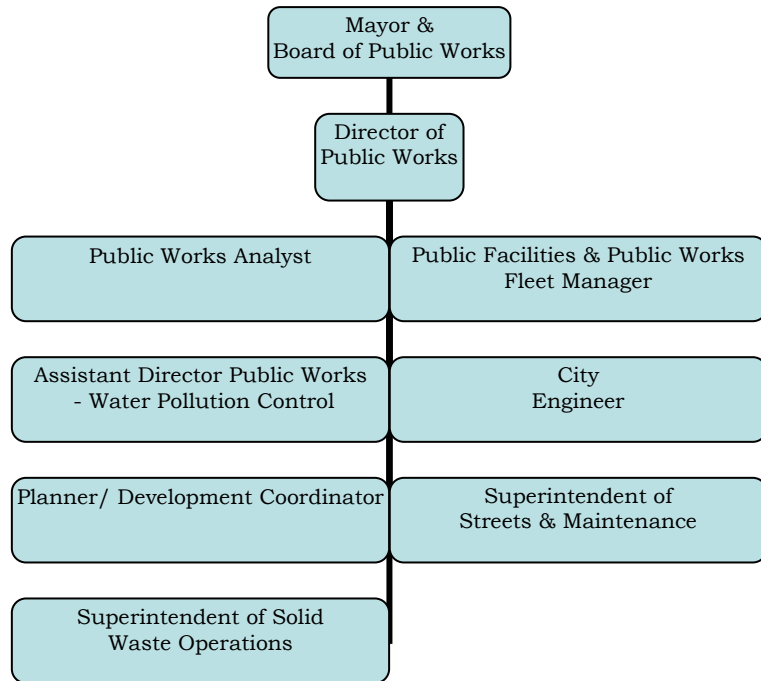 Mayor &
Board of Public Works
Director of
Public Works
Public Works Analyst
Public Facilities & Public Works
Fleet Manager
Assistant Director Public Works
- Water Pollution Control
City
Engineer
Planner/ Development Coordinator
Superintendent of
Streets & Maintenance
Superintendent of Solid
Waste Operations